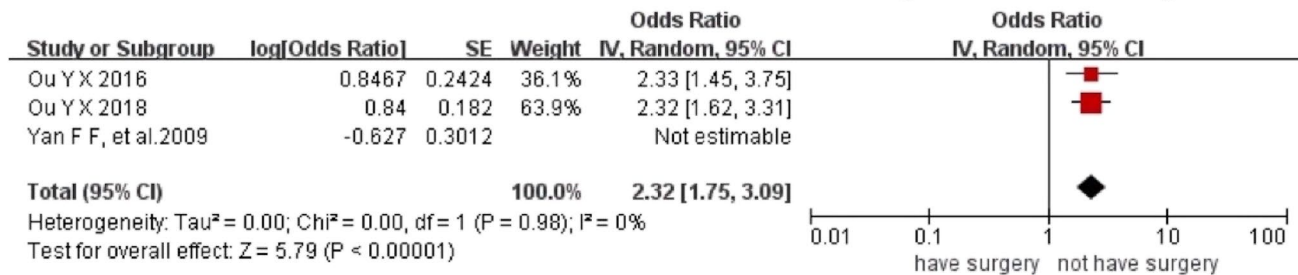 Odds Ratio Odds Ratio
Study or Subgroup log[Odds Ratio] SE Weight IV, Random, 95% CI IV, Random, 95% CI
Ou Y X 2016 0.8467 0.2424 36.1% 2.33 [1.45, 3.75]
Ou Y X 2018 0.84 0.182 63.9% 2.32 [1.62, 3.31]
Yan F F, et al.2009 -0.627 0.3012 Not estimable
Total (95% CI) 100.0% 2.32 [1.75, 3.09]
Heterogeneity: Tau² = 0.00; Chi² = 0.00, df = 1 (P = 0.98); I² = 0%
Test for overall effect: Z = 5.79 (P < 0.00001)
0.01 0.1 1 10 100
have surgery not have surgery